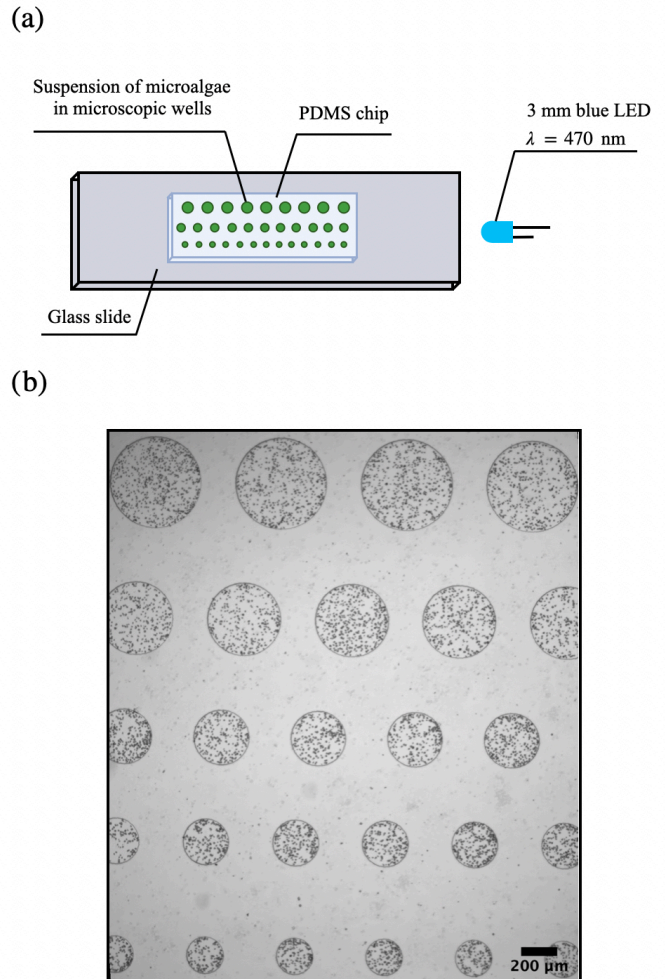 (a)
Suspension of microalgae
in microscopic wells
PDMS chip
3 mm blue LED
λ = 470 nm
Glass slide
(b)
200 µm